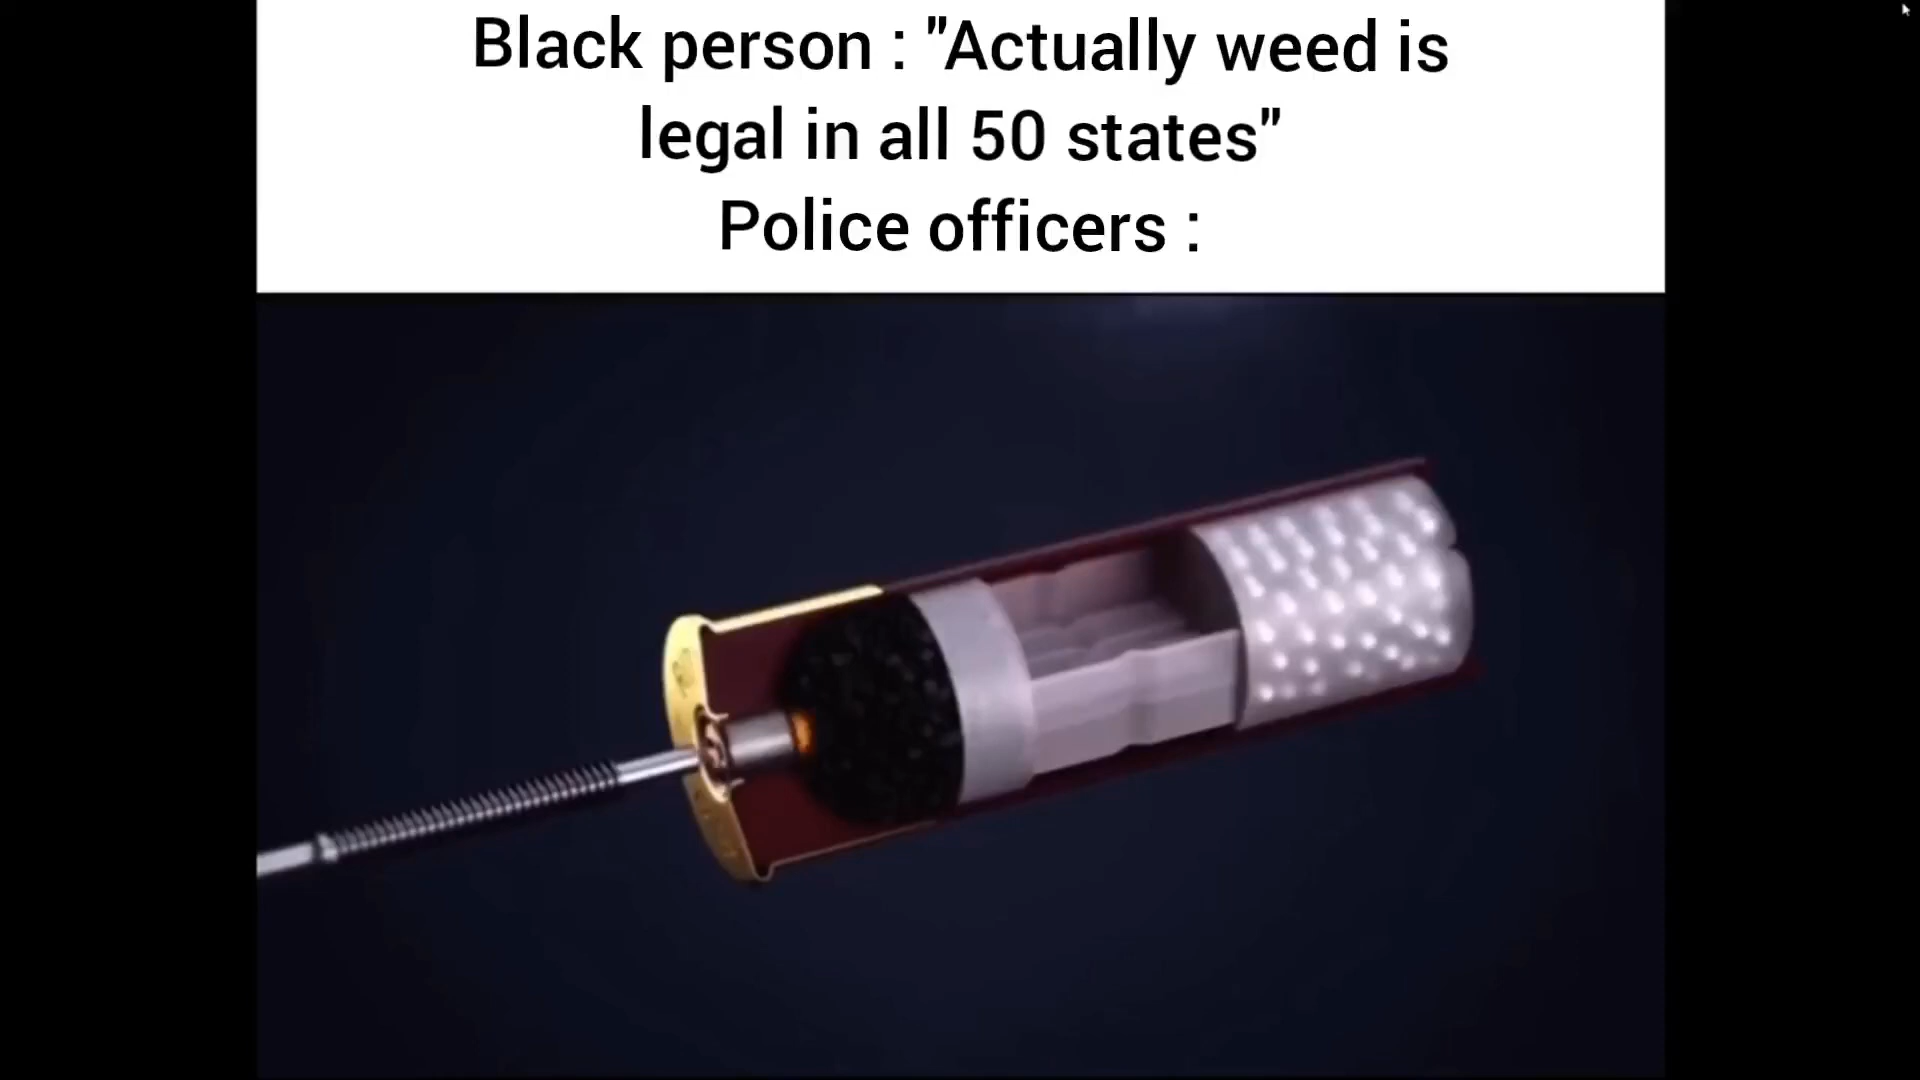 Black person : "Actually weed is
legal in all 50 states"
Police officers :